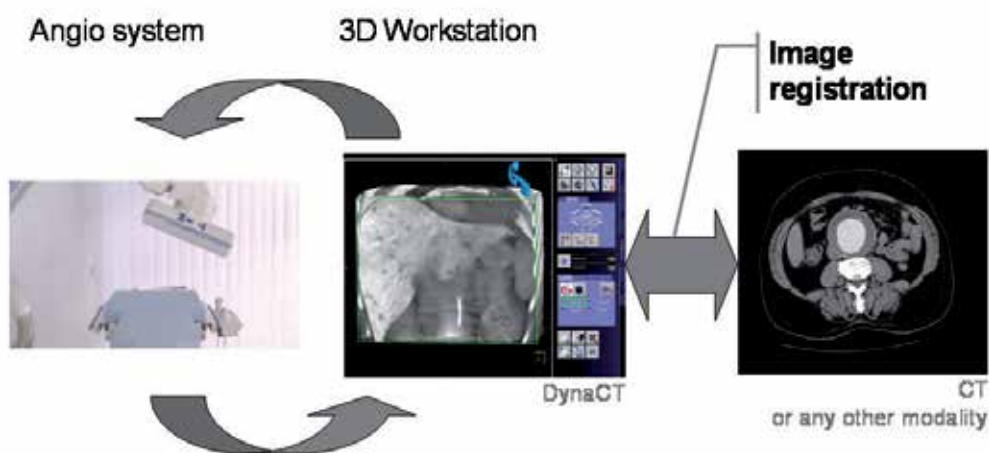 Angio system
3D Workstation
Image
registration
DynaCT
CT
or any other modality